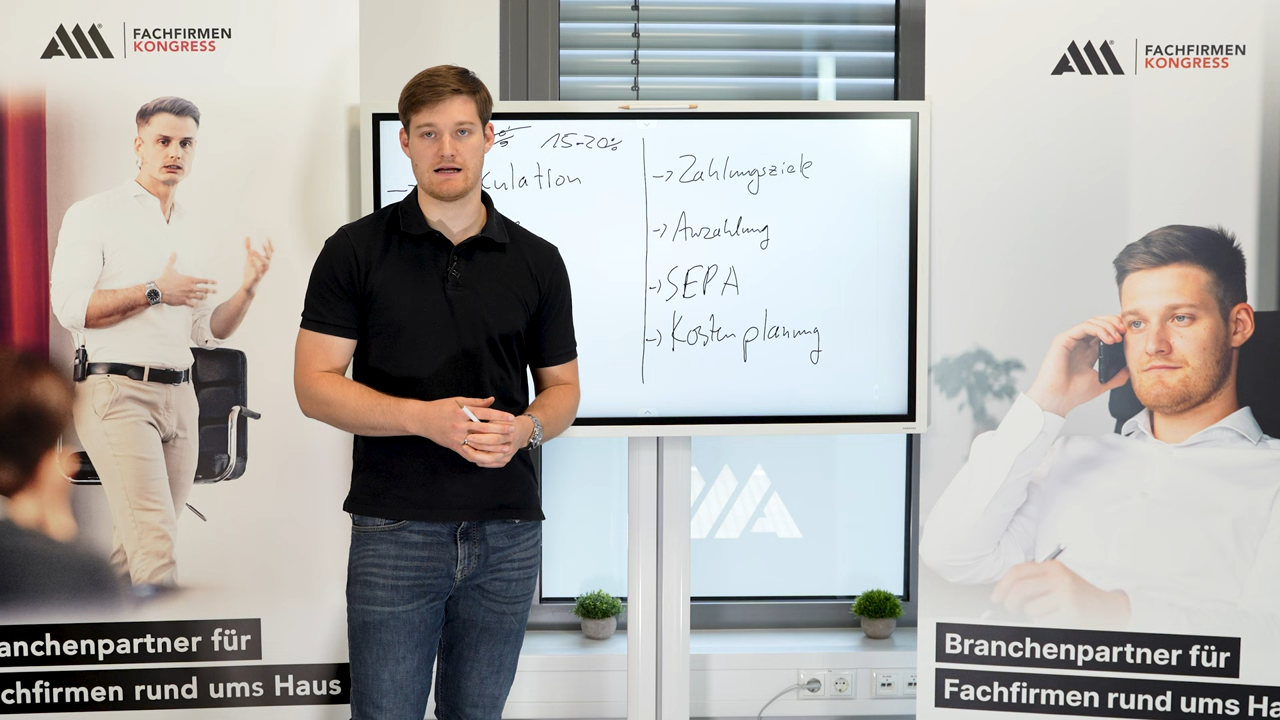 FACHFIRMEN
KONGRESS
anchenpartner für
chfirmen rund ums Haus
15-20%
kulation
-> Zahlungsziele
-> Anzahlung
-> SEPA
-> Kostenplanung
FACHFIRMEN
KONGRESS
Branchenpartner für
Fachfirmen rund ums Ha